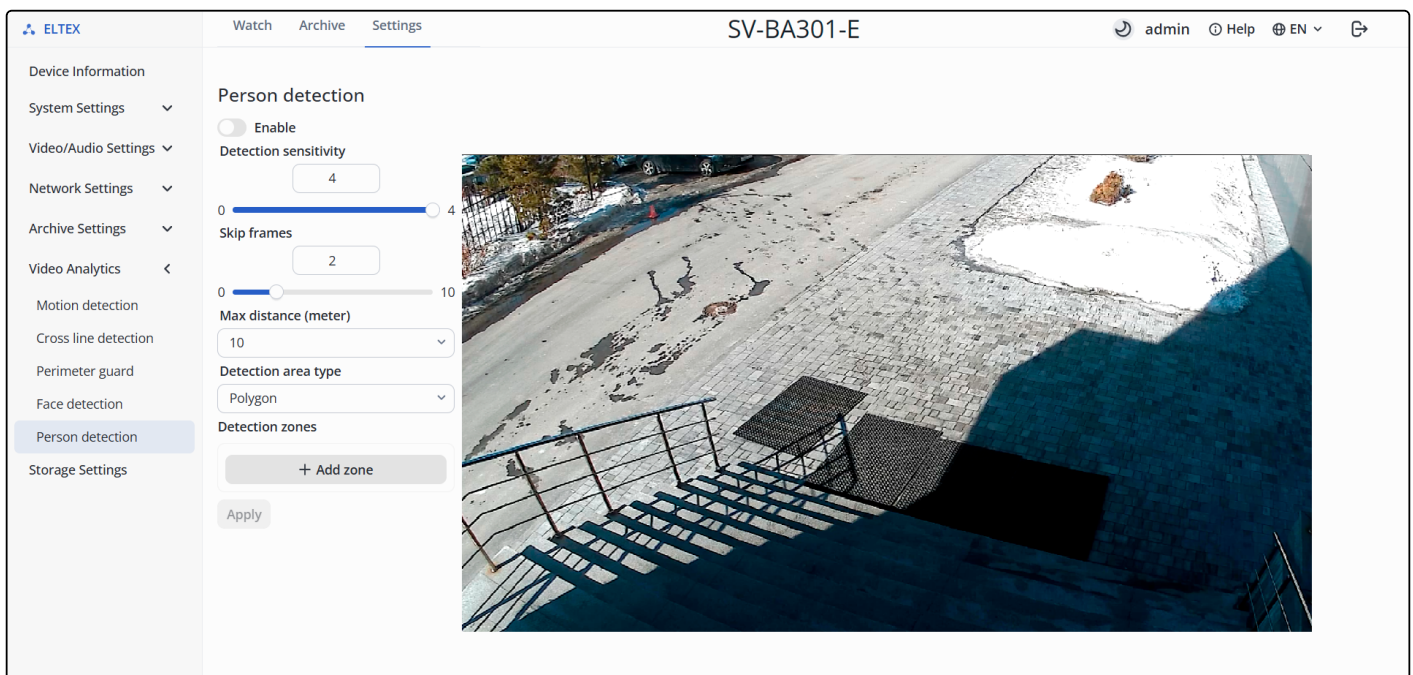 ELTEX
Watch Archive Settings
SV-BA301-E
admin Help EN
Device Information
System Settings
Video/Audio Settings
Network Settings
Archive Settings
Video Analytics
Motion detection
Cross line detection
Perimeter guard
Face detection
Person detection
Storage Settings
Person detection
Enable
Detection sensitivity
4
0 4
Skip frames
2
0 10
Max distance (meter)
10
Detection area type
Polygon
Detection zones
+ Add zone
Apply